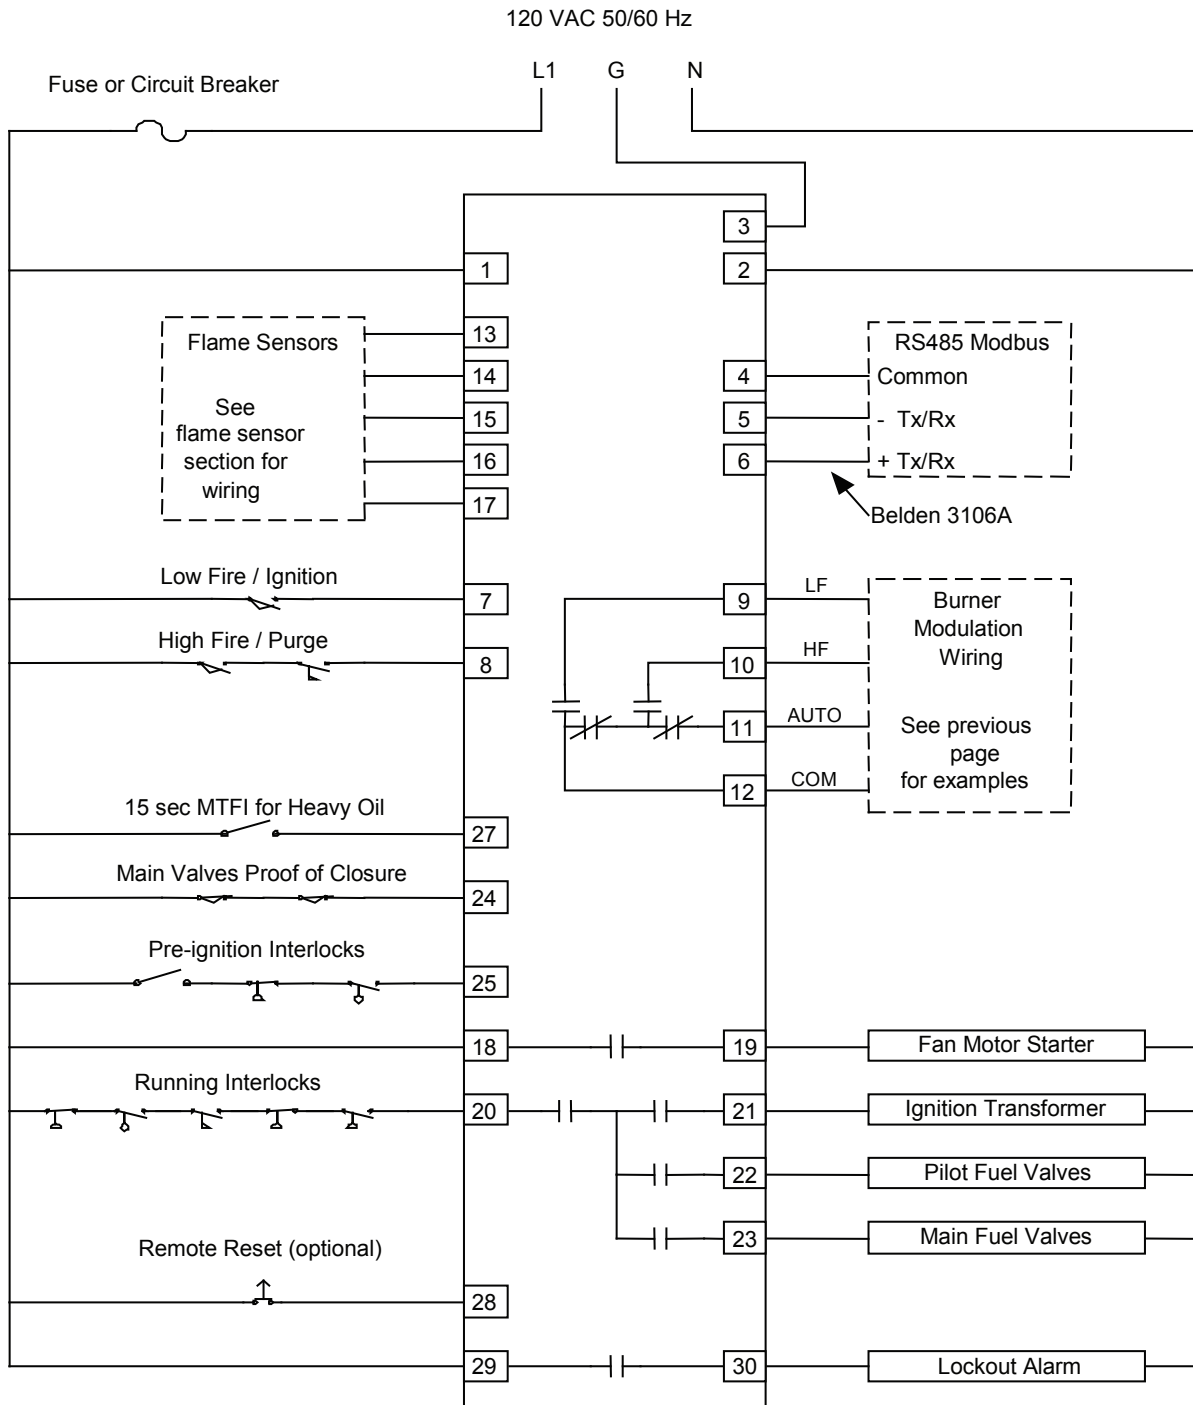 120 VAC 50/60 Hz
L1 G N
Fuse or Circuit Breaker
3
1 2
13
Flame Sensors
14
See
15
flame sensor
section for
16
wiring
17
RS485 Modbus
4 Common
5 - Tx/Rx
6 + Tx/Rx
Belden 3106A
Low Fire / Ignition
7
High Fire / Purge
8
9 LF
10 HF
11 AUTO
12 COM
Burner
Modulation
Wiring
See previous
page
for examples
15 sec MTFI for Heavy Oil
27
Main Valves Proof of Closure
24
Pre-ignition Interlocks
25
18 19 Fan Motor Starter
Running Interlocks
20 21 Ignition Transformer
22 Pilot Fuel Valves
23 Main Fuel Valves
Remote Reset (optional)
28
29 30 Lockout Alarm